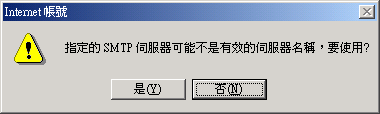 Internet 帳號
指定的 SMTP 伺服器可能不是有效的伺服器名稱，要使用?
是(Y)
否(N)